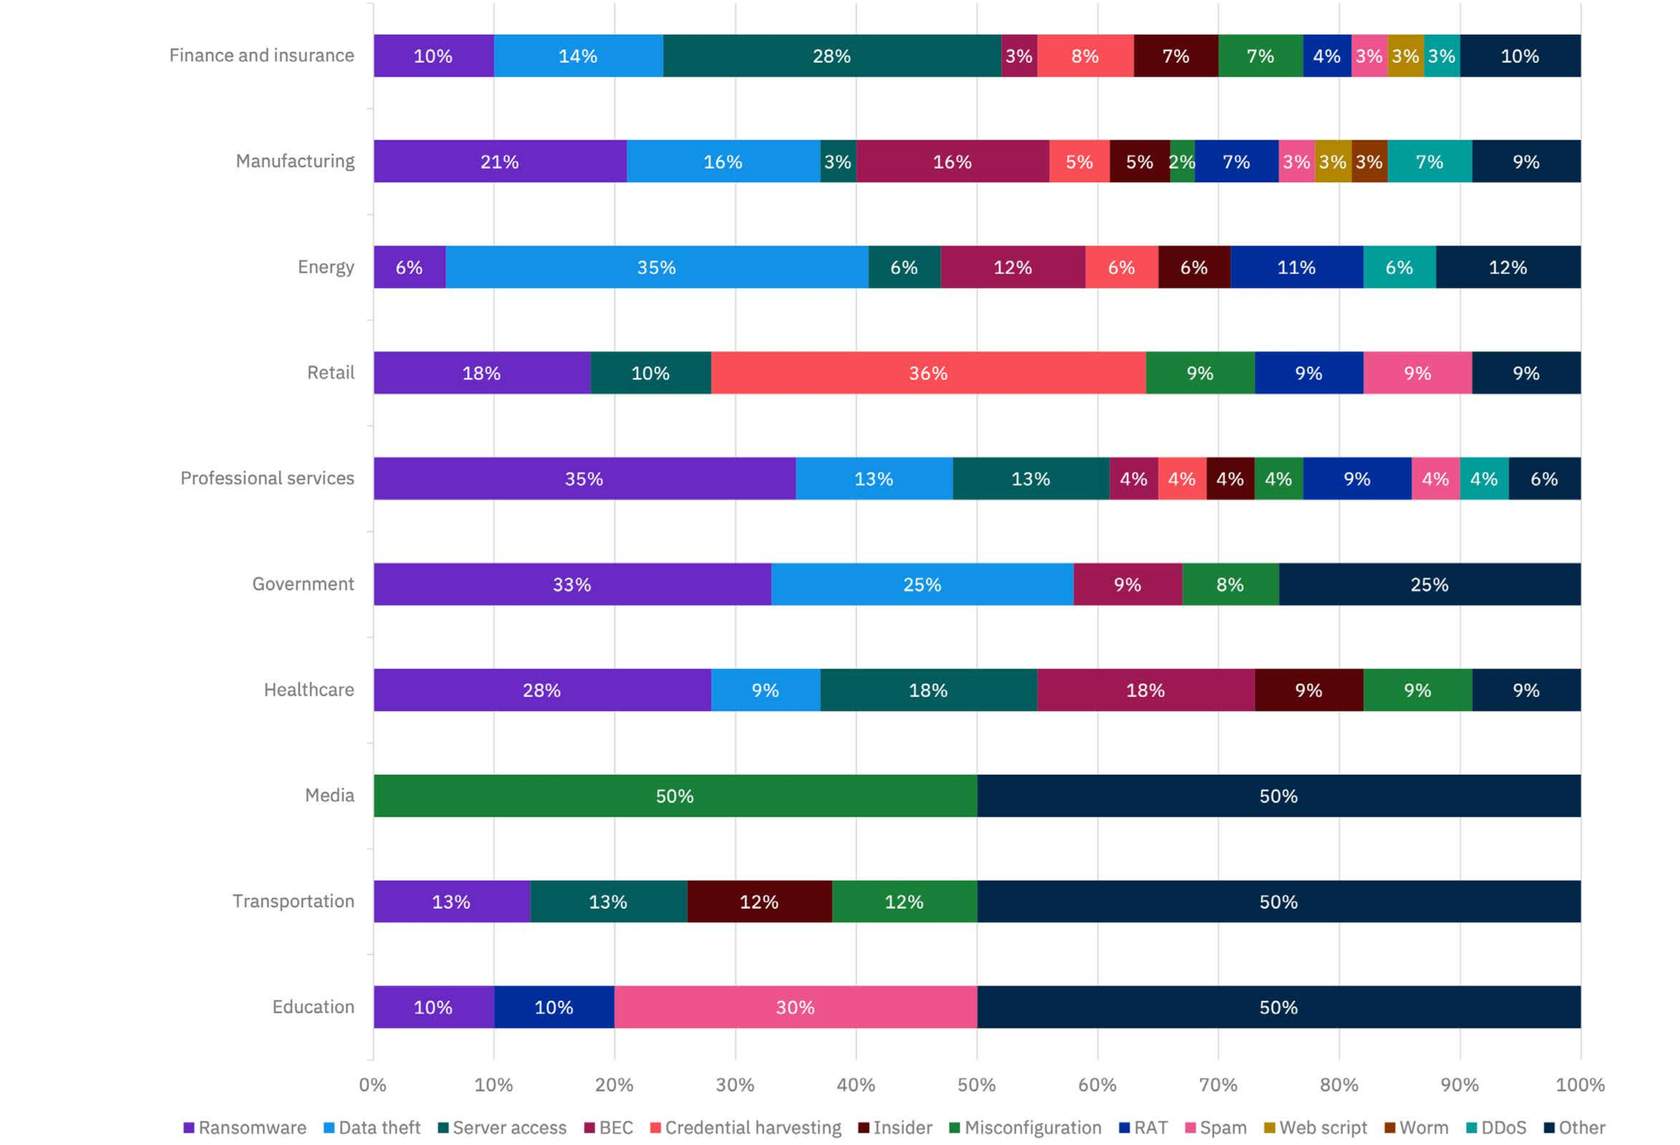 Finance and insurance 10% 14% 28% 3% 8% 7% 7% 4% 3% 3% 3% 10%
Manufacturing 21% 16% 3% 16% 5% 5% 2% 7% 3% 3% 3% 7% 9%
Energy 6% 35% 6% 12% 6% 6% 11% 6% 12%
Retail 18% 10% 36% 9% 9% 9% 9%
Professional services 35% 13% 13% 4% 4% 4% 4% 9% 4% 4% 6%
Government 33% 25% 9% 8% 25%
Healthcare 28% 9% 18% 18% 9% 9% 9%
Media 50% 50%
Transportation 13% 13% 12% 12% 50%
Education 10% 10% 30% 50%
0% 10% 20% 30% 40% 50% 60% 70% 80% 90% 100%
Ransomware Data theft Server access BEC Credential harvesting Insider Misconfiguration RAT Spam Web script Worm DDoS Other